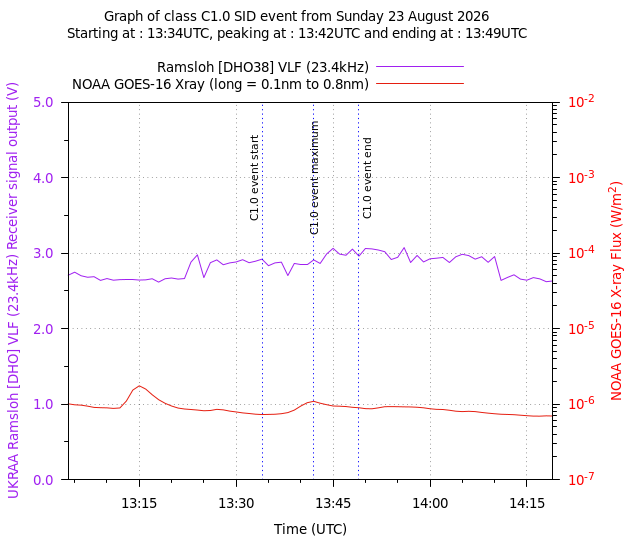 Graph of class C1.0 SID event from Sunday 23 August 2026
Starting at : 13:34UTC, peaking at : 13:42UTC and ending at : 13:49UTC
Ramsloh [DHO38] VLF (23.4kHz)
NOAA GOES-16 Xray (long = 0.1nm to 0.8nm)
UKRAA Ramsloh [DHO] VLF (23.4kHz) Receiver signal output (V)
5.0
4.0
3.0
2.0
1.0
0.0
C1.0 event start
C1.0 event maximum
C1.0 event end
10^-2
10^-3
10^-4
10^-5
10^-6
10^-7
NOAA GOES-16 X-ray Flux (W/m^2)
13:15 13:30 13:45 14:00 14:15
Time (UTC)